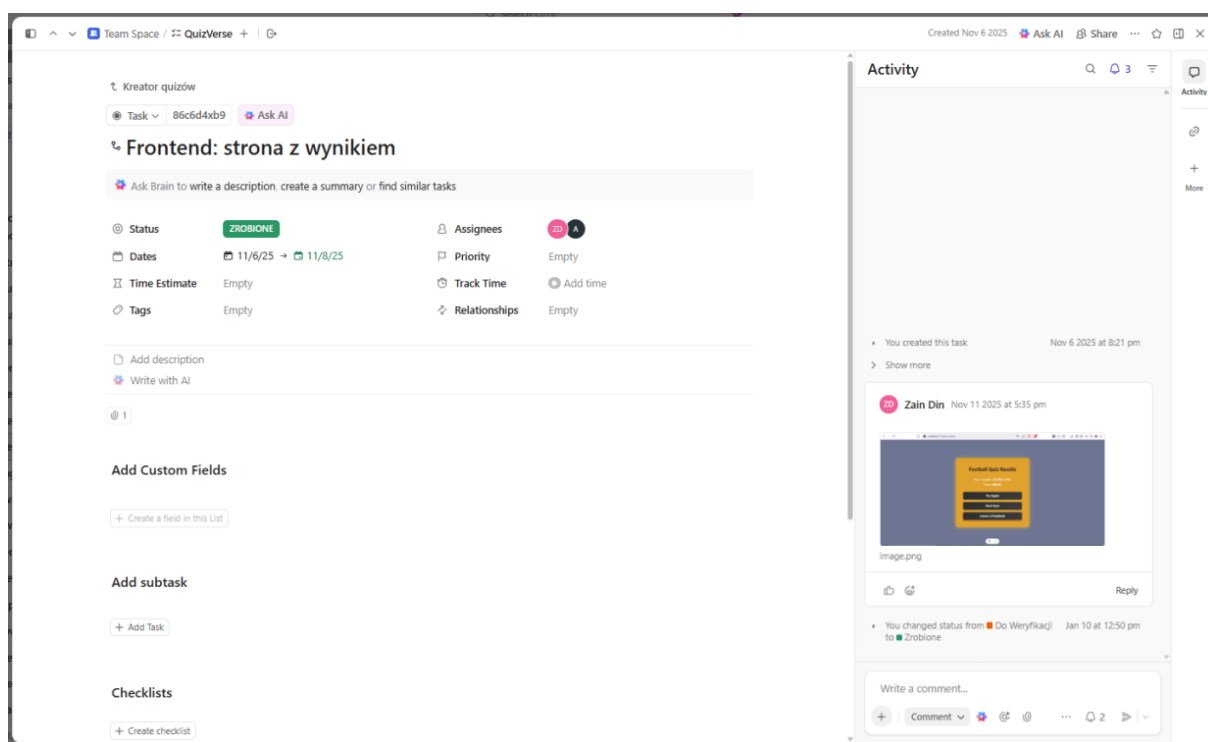 Team Space / QuizVerse
Created Nov 6 2025 Ask AI Share
Kreator quizów
Task 86c6d4xb9 Ask AI
Frontend: strona z wynikiem
Ask Brain to write a description, create a summary or find similar tasks
Status ZROBIONE Assignees ZD A
Dates 11/6/25 → 11/8/25 Priority Empty
Time Estimate Empty Track Time Add time
Tags Empty Relationships Empty
Add description
Write with AI
1
Add Custom Fields
+ Create a field in this List
Add subtask
+ Add Task
Checklists
+ Create checklist
Activity 3
You created this task Nov 6 2025 at 8:21 pm
Show more
ZD Zain Din Nov 11 2025 at 5:35 pm
Football Quiz Results
Try Again
Leave a Feedback
image.png
Reply
You changed status from Do Weryfikacji Jan 10 at 12:50 pm
to Zrobione
Write a comment...
Comment 2
Activity
More